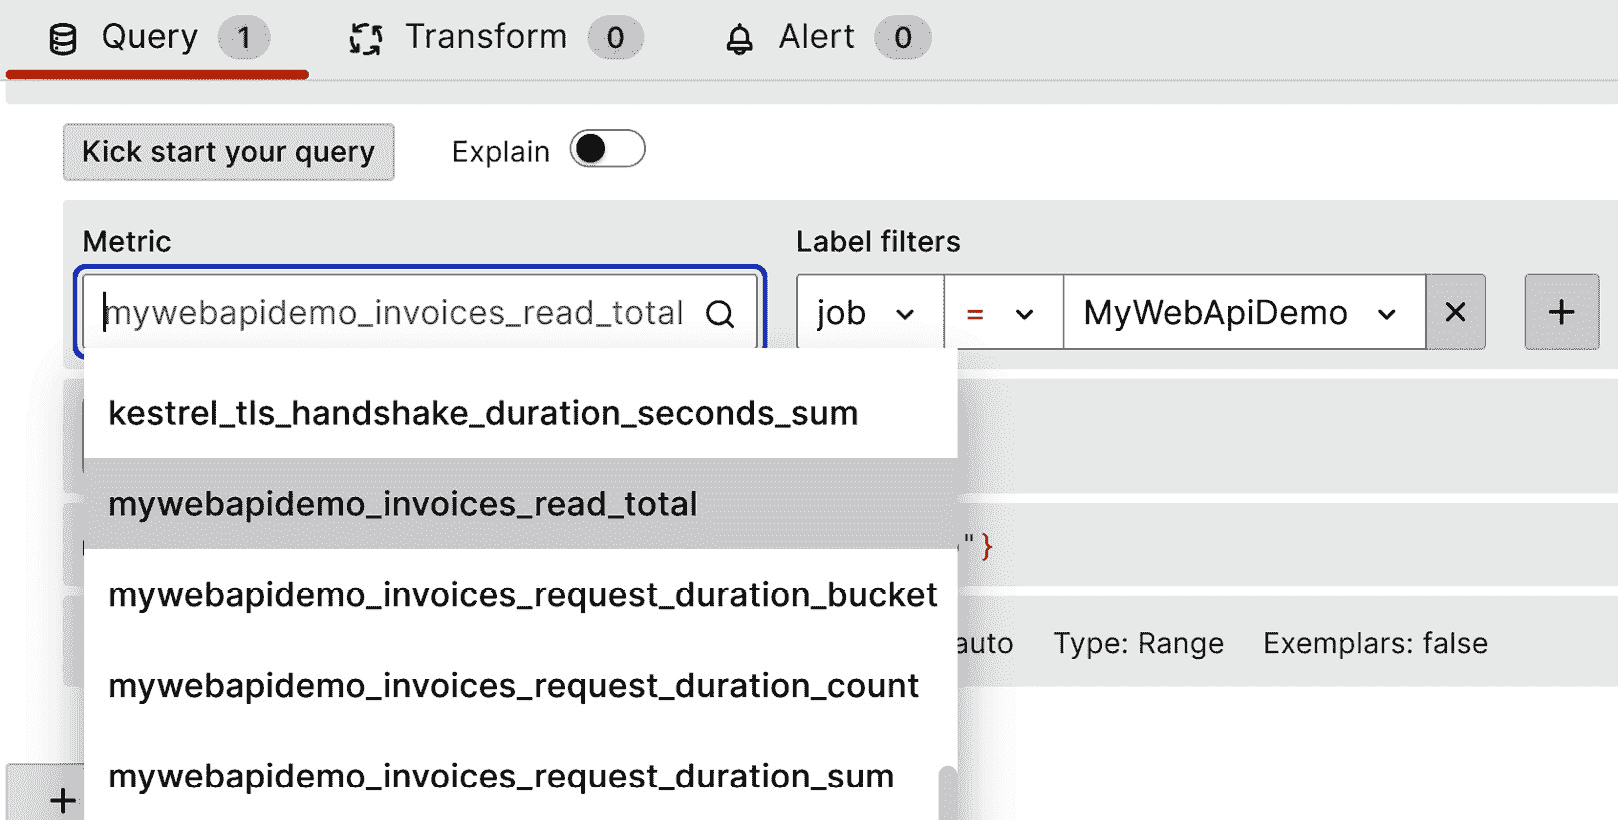 Query 1 Transform 0 Alert 0
Kick start your query Explain
Metric Label filters
mywebapidemo_invoices_read_total job = MyWebApiDemo × +
kestrel_tls_handshake_duration_seconds_sum
mywebapidemo_invoices_read_total
"}
mywebapidemo_invoices_request_duration_bucket
auto Type: Range Exemplars: false
mywebapidemo_invoices_request_duration_count
mywebapidemo_invoices_request_duration_sum
+